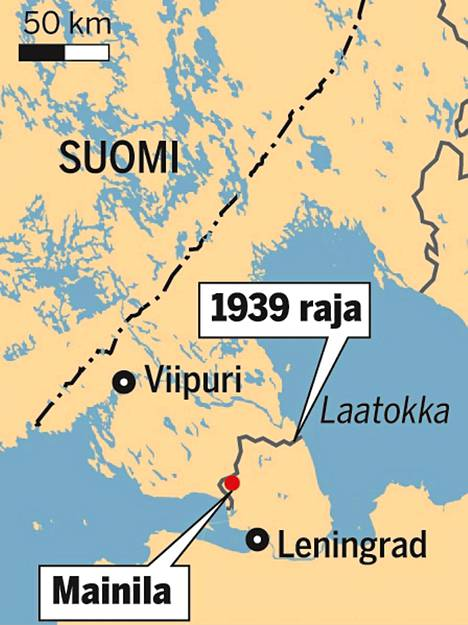 50 km
SUOMI
1939 raja
Viipuri
Laatokka
Leningrad
Mainila